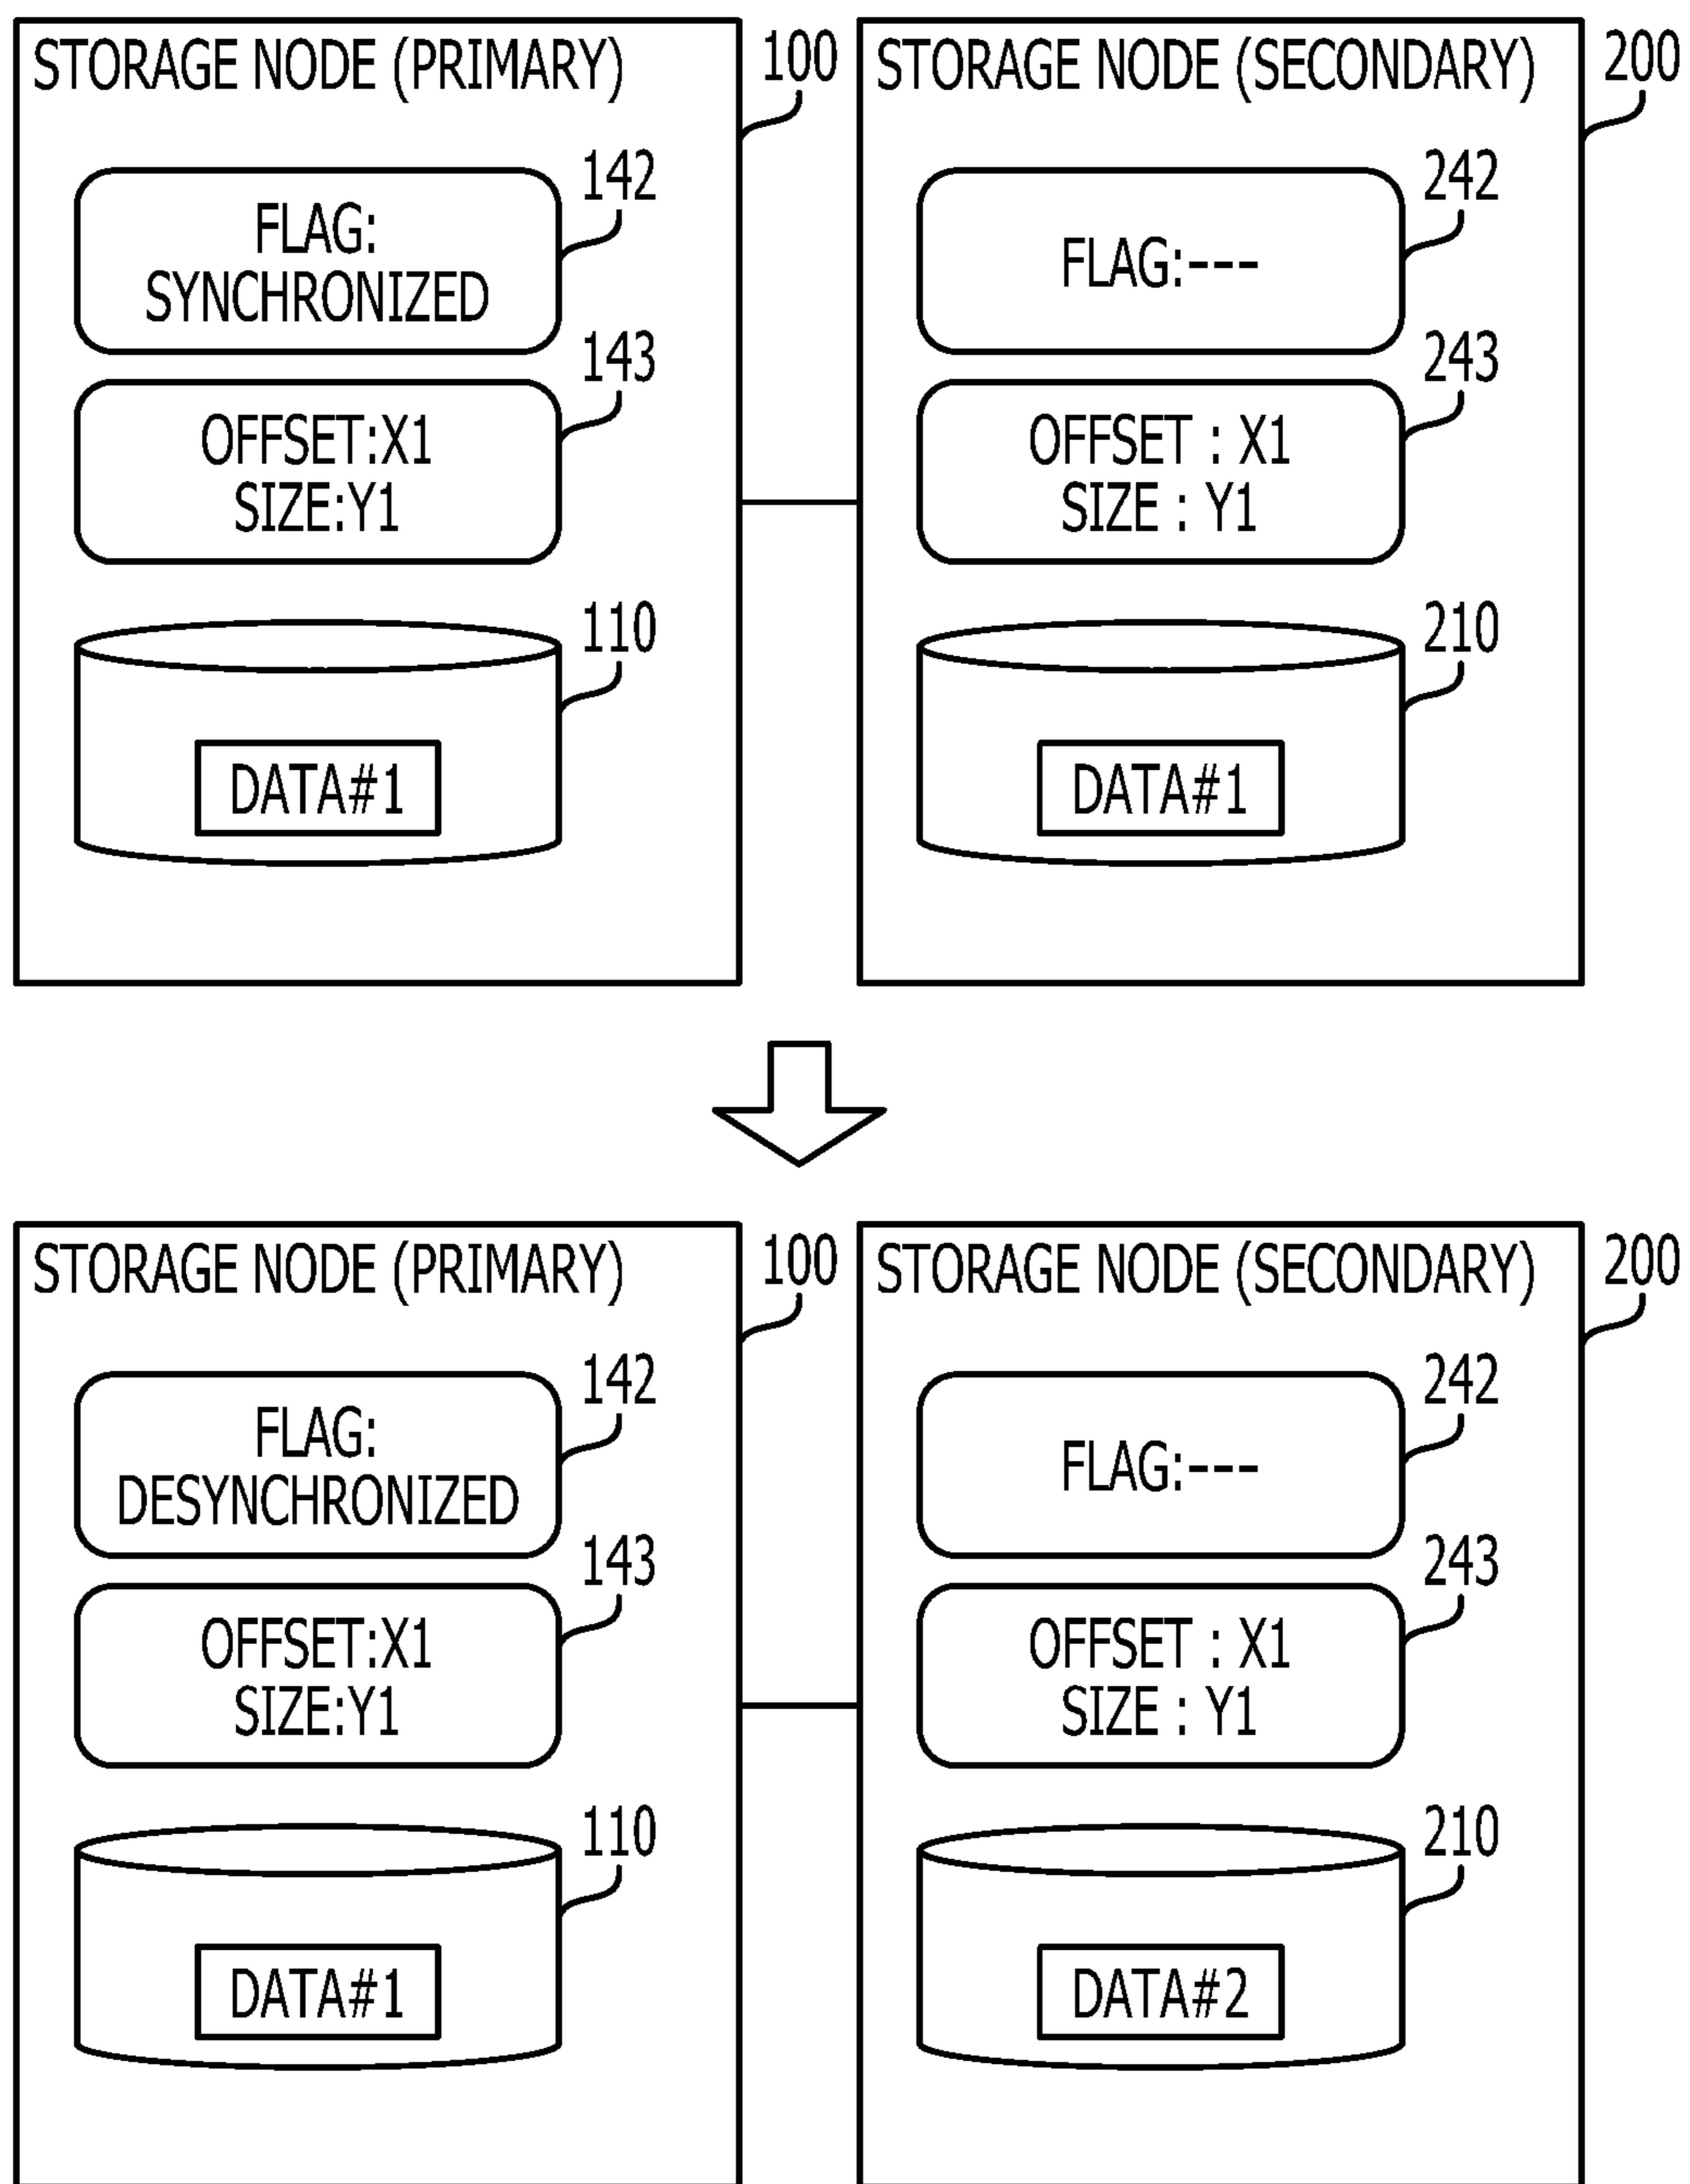 STORAGE NODE (PRIMARY)
100
FLAG:
SYNCHRONIZED
142
OFFSET:X1
SIZE:Y1
143
110
DATA#1
STORAGE NODE (SECONDARY)
200
FLAG:---
242
OFFSET : X1
SIZE : Y1
243
210
DATA#1
STORAGE NODE (PRIMARY)
100
FLAG:
DESYNCHRONIZED
142
OFFSET:X1
SIZE:Y1
143
110
DATA#1
STORAGE NODE (SECONDARY)
200
FLAG:---
242
OFFSET : X1
SIZE : Y1
243
210
DATA#2